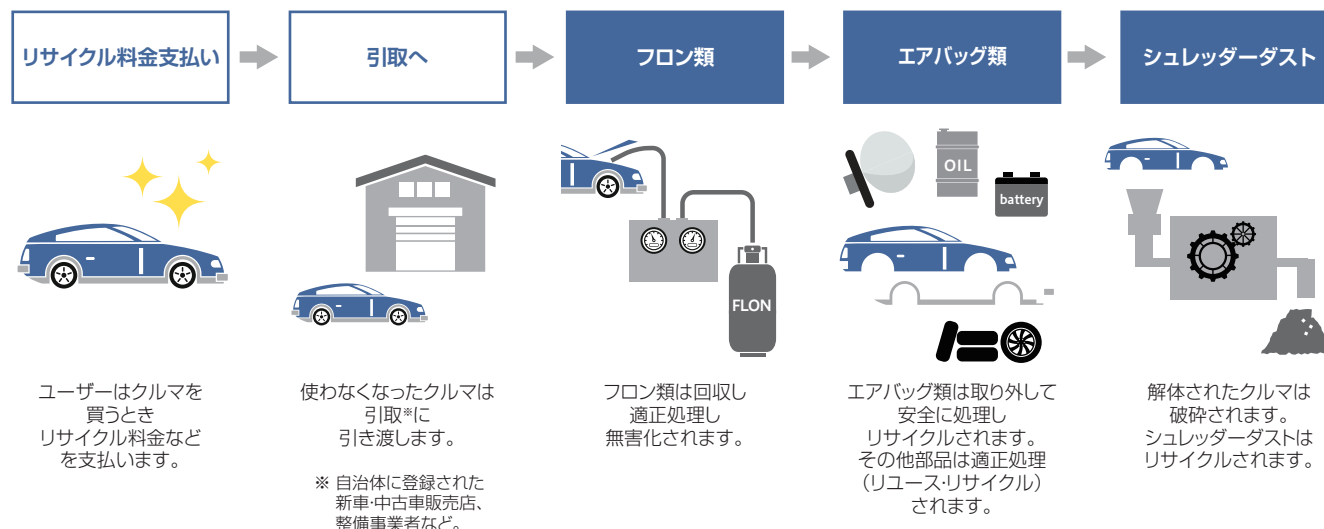 リサイクル料金支払い
引取へ
フロン類
エアバッグ類
シュレッダーダスト
OIL
battery
FLON
ユーザーはクルマを
買うとき
リサイクル料金など
を支払います。
使わなくなったクルマは
引取※に
引き渡します。
※ 自治体に登録された
新車・中古車販売店、
整備事業者など。
フロン類は回収し
適正処理し
無害化されます。
エアバッグ類は取り外して
安全に処理し
リサイクルされます。
その他部品は適正処理
（リユース・リサイクル）
されます。
解体されたクルマは
破砕されます。
シュレッダーダストは
リサイクルされます。